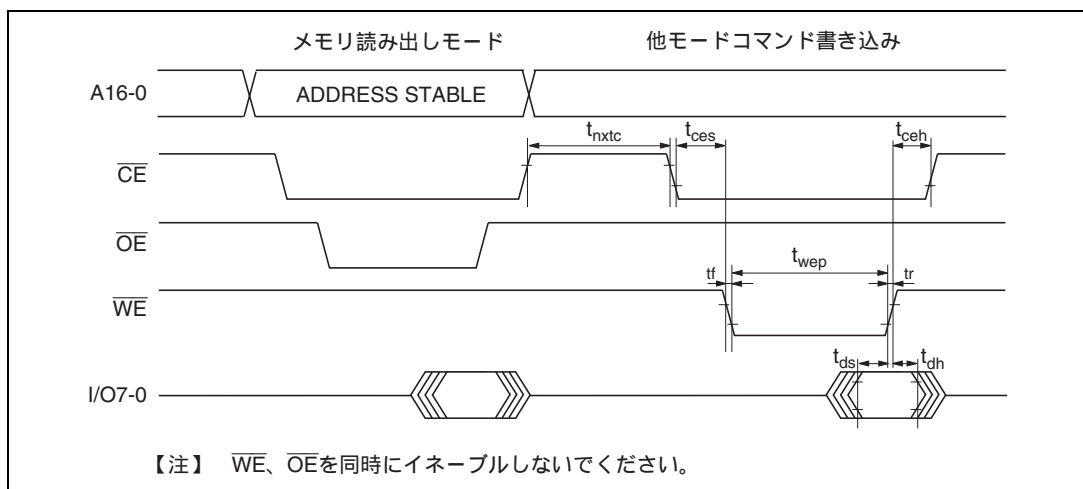 メモリ読み出しモード 他モードコマンド書き込み
A16-0 ADDRESS STABLE
tnxtc tces tceh
CE
OE
twep
tf tr
WE
tds tdh
I/O7-0
【注】 WE、OEを同時にイネーブルしないでください。